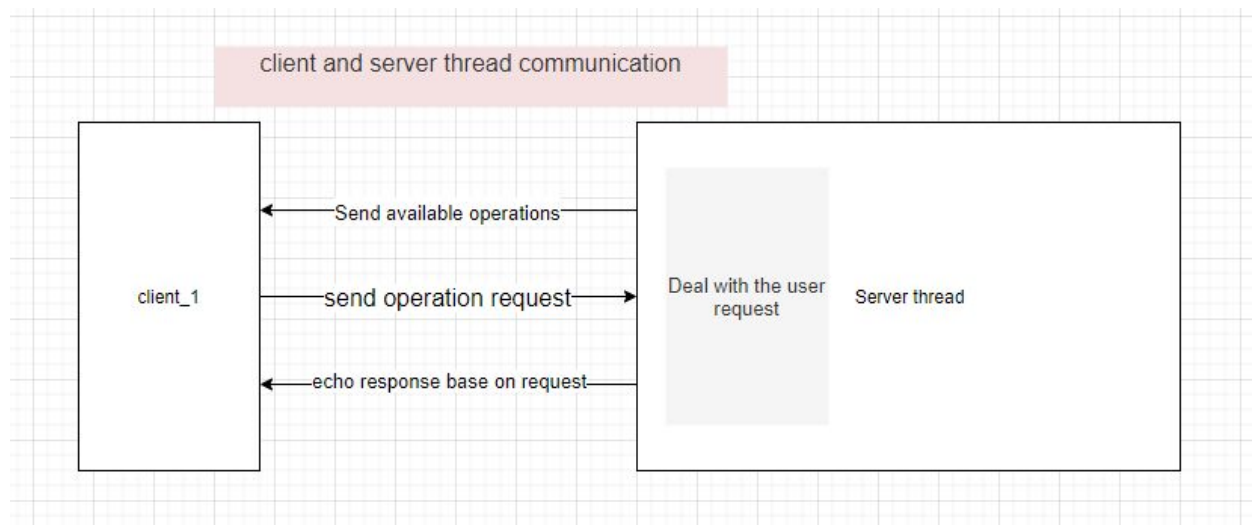 client and server thread communication
Send available operations
client_1
send operation request
Deal with the user
request
Server thread
echo response base on request